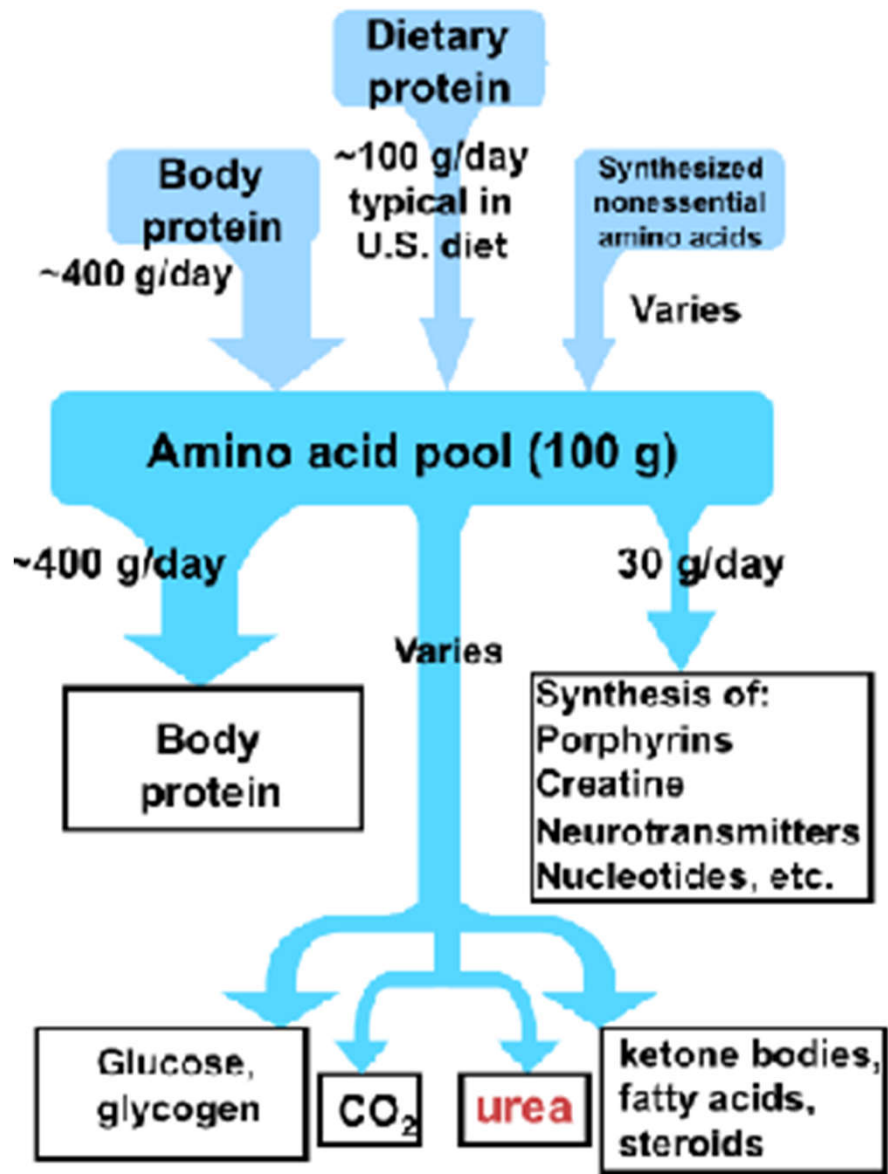 Dietary
protein
~100 g/day
typical in
U.S. diet
Body
protein
~400 g/day
Synthesized
nonessential
amino acids
Varies
Amino acid pool (100 g)
~400 g/day
Varies
30 g/day
Body
protein
Synthesis of:
Porphyrins
Creatine
Neurotransmitters
Nucleotides, etc.
Glucose,
glycogen
CO₂
urea
ketone bodies,
fatty acids,
steroids